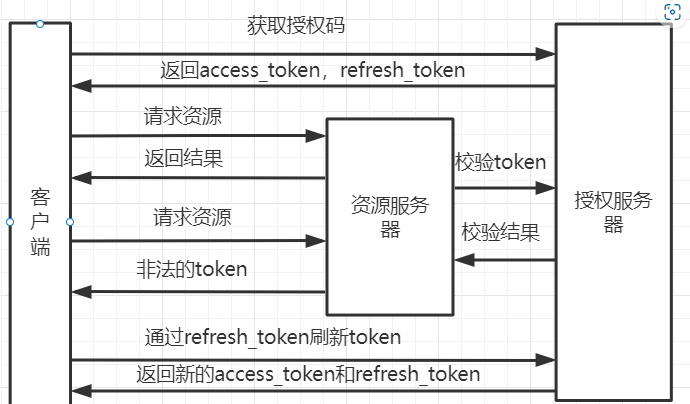 获取授权码
返回access_token，refresh_token
请求资源
返回结果
校验token
客
户
端
资源服务
器
授权服务
器
请求资源
校验结果
非法的token
通过refresh_token刷新token
返回新的access_token和refresh_token